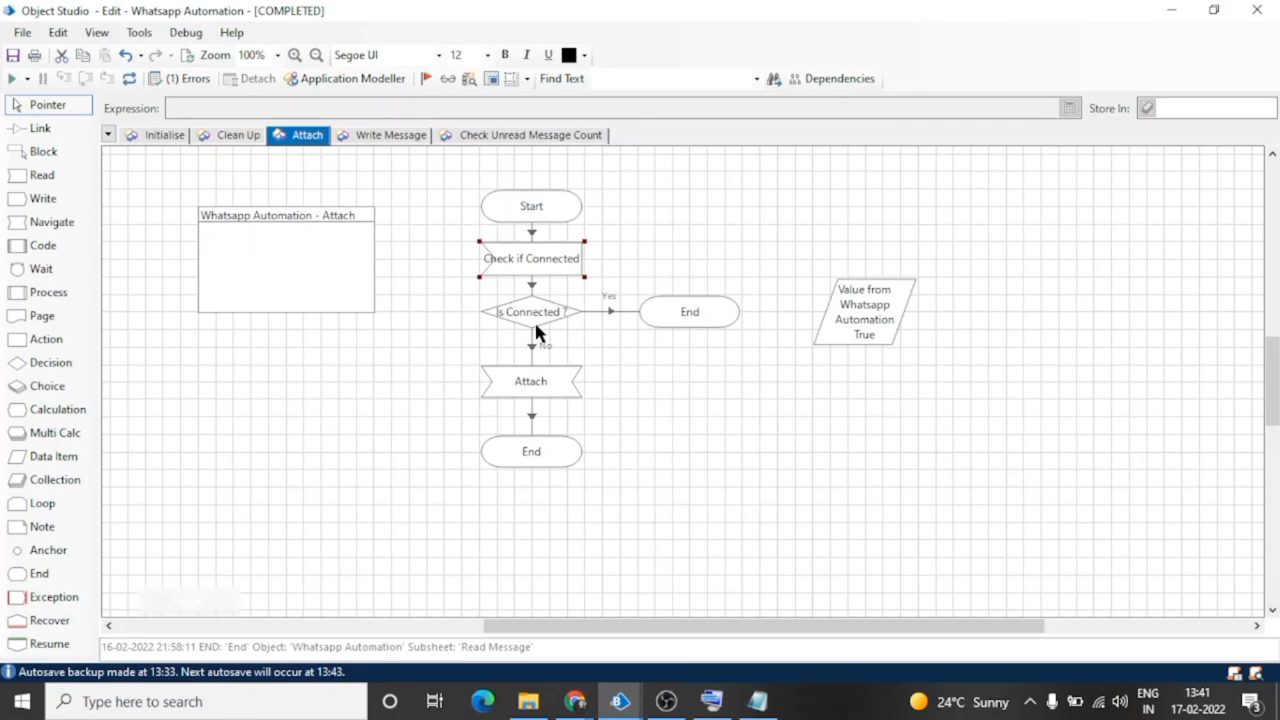 Object Studio - Edit - Whatsapp Automation - [COMPLETED]
File Edit View Tools Debug Help
Zoom 100% Segoe UI 12 B I U
(1) Errors Detach Application Modeller Find Text Dependencies
Pointer Expression: Store In:
Initialise Clean Up Attach Write Message Check Unread Message Count
Link
Block
Read
Write
Navigate
Code
Wait
Process
Page
Action
Decision
Choice
Calculation
Multi Calc
Data Item
Collection
Loop
Note
Anchor
End
Exception
Recover
Resume
Whatsapp Automation - Attach
Start
Check if Connected
Is Connected ?
Yes
End
No
Attach
End
Value from
Whatsapp
Automation
True
16-02-2022 21:58:11 END: 'End' Object: 'Whatsapp Automation' Subsheet: 'Read Message'
Autosave backup made at 13:33. Next autosave will occur at 13:43.
Type here to search
24°C Sunny
ENG
IN
13:41
17-02-2022
3